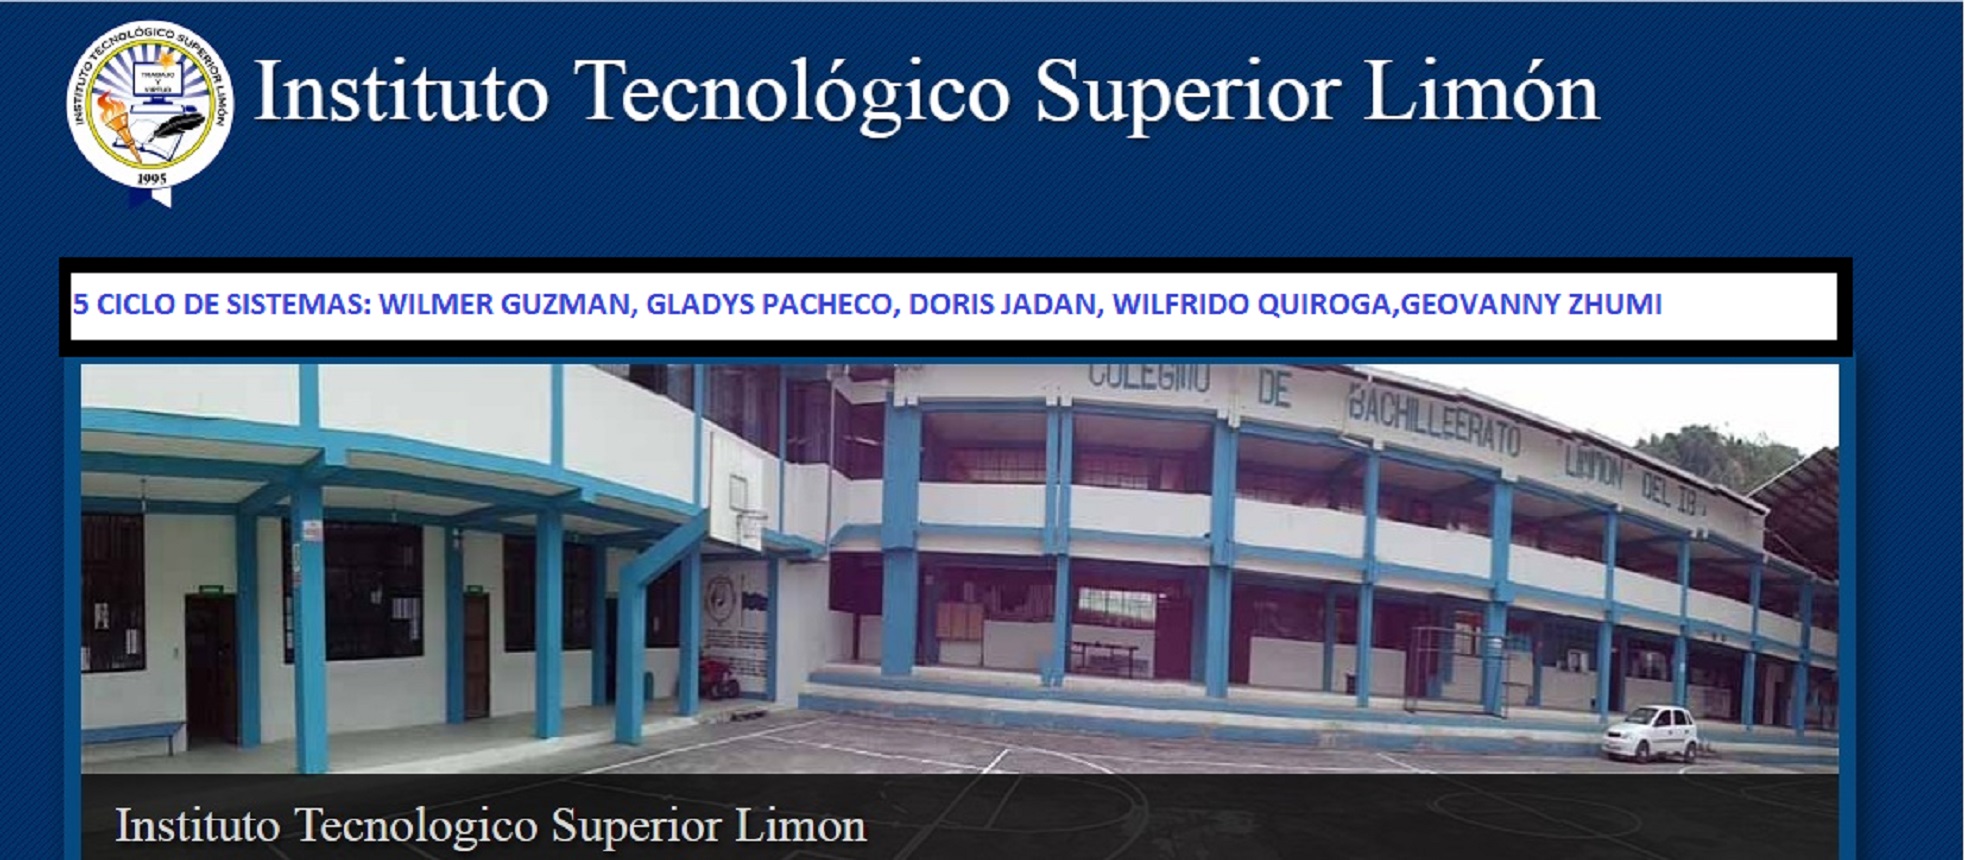 INSTITUTO TECNOLÓGICO SUPERIOR LIMÓN
TRABAJO
Y
VIRTUD
1995
Instituto Tecnológico Superior Limón
5 CICLO DE SISTEMAS: WILMER GUZMAN, GLADYS PACHECO, DORIS JADAN, WILFRIDO QUIROGA,GEOVANNY ZHUMI
COLEGIO DE BACHILLEERATO "LIMON" DEL
Instituto Tecnologico Superior Limon